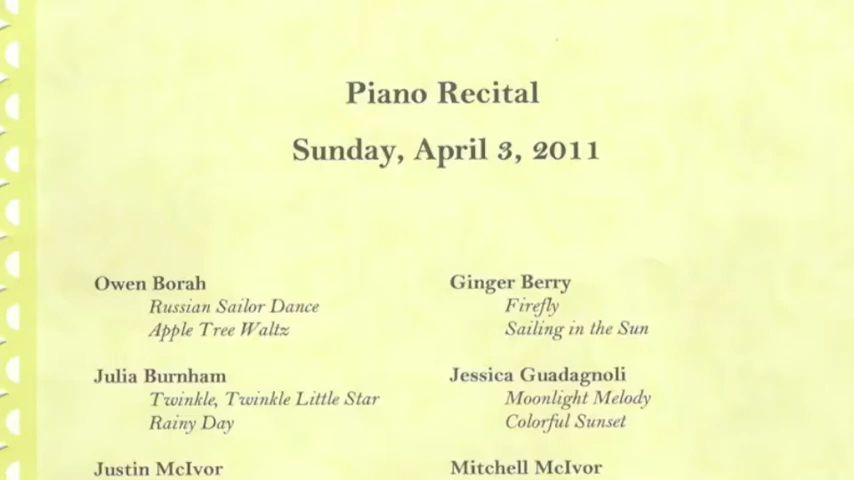 Piano Recital
Sunday, April 3, 2011
Owen Borah
Russian Sailor Dance
Apple Tree Waltz
Julia Burnham
Twinkle, Twinkle Little Star
Rainy Day
Justin McIvor
Ginger Berry
Firefly
Sailing in the Sun
Jessica Guadagnoli
Moonlight Melody
Colorful Sunset
Mitchell McIvor